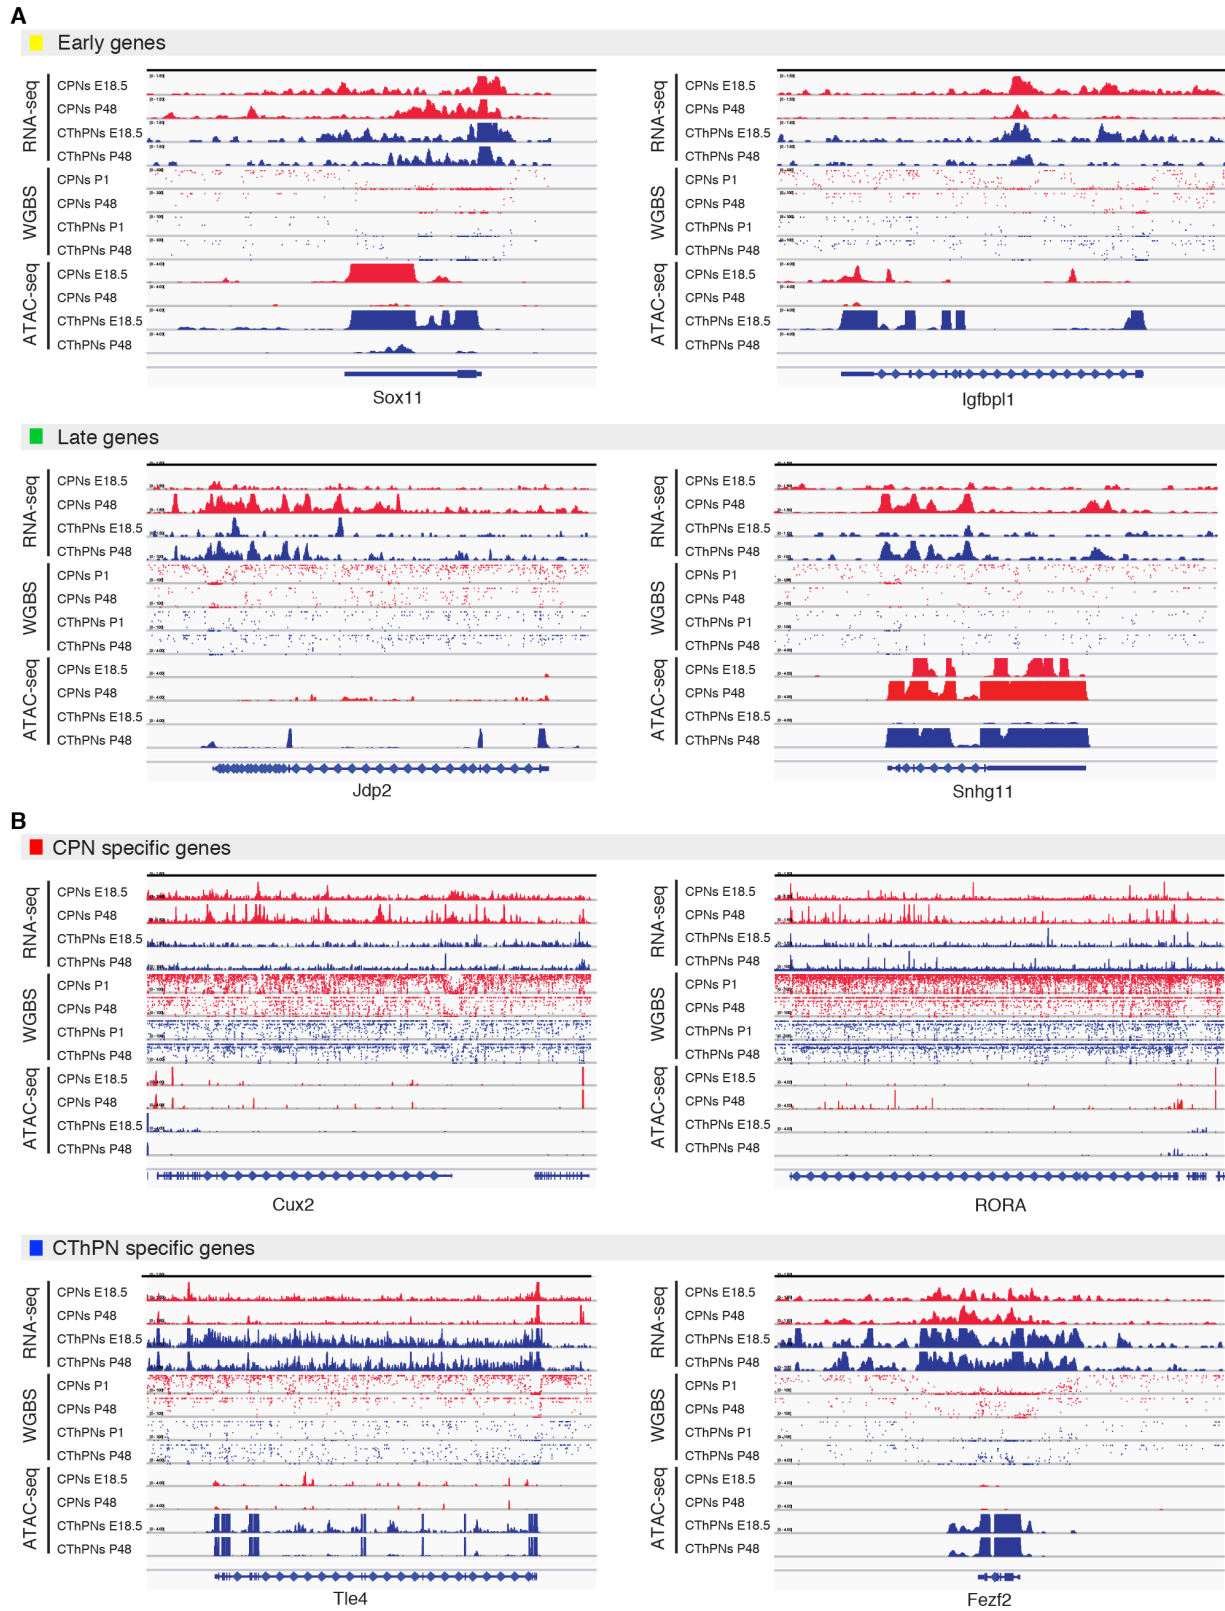 A
Early genes
RNA-seq
CPNs E18.5
CPNs P48
CThPNs E18.5
CThPNs P48
WGBS
CPNs P1
CPNs P48
CThPNs P1
CThPNs P48
ATAC-seq
CPNs E18.5
CPNs P48
CThPNs E18.5
CThPNs P48
Sox11
RNA-seq
CPNs E18.5
CPNs P48
CThPNs E18.5
CThPNs P48
WGBS
CPNs P1
CPNs P48
CThPNs P1
CThPNs P48
ATAC-seq
CPNs E18.5
CPNs P48
CThPNs E18.5
CThPNs P48
Igfbpl1
Late genes
RNA-seq
CPNs E18.5
CPNs P48
CThPNs E18.5
CThPNs P48
WGBS
CPNs P1
CPNs P48
CThPNs P1
CThPNs P48
ATAC-seq
CPNs E18.5
CPNs P48
CThPNs E18.5
CThPNs P48
Jdp2
RNA-seq
CPNs E18.5
CPNs P48
CThPNs E18.5
CThPNs P48
WGBS
CPNs P1
CPNs P48
CThPNs P1
CThPNs P48
ATAC-seq
CPNs E18.5
CPNs P48
CThPNs E18.5
CThPNs P48
Snhg11
B
CPN specific genes
RNA-seq
CPNs E18.5
CPNs P48
CThPNs E18.5
CThPNs P48
WGBS
CPNs P1
CPNs P48
CThPNs P1
CThPNs P48
ATAC-seq
CPNs E18.5
CPNs P48
CThPNs E18.5
CThPNs P48
Cux2
RNA-seq
CPNs E18.5
CPNs P48
CThPNs E18.5
CThPNs P48
WGBS
CPNs P1
CPNs P48
CThPNs P1
CThPNs P48
ATAC-seq
CPNs E18.5
CPNs P48
CThPNs E18.5
CThPNs P48
RORA
CThPN specific genes
RNA-seq
CPNs E18.5
CPNs P48
CThPNs E18.5
CThPNs P48
WGBS
CPNs P1
CPNs P48
CThPNs P1
CThPNs P48
ATAC-seq
CPNs E18.5
CPNs P48
CThPNs E18.5
CThPNs P48
Tle4
RNA-seq
CPNs E18.5
CPNs P48
CThPNs E18.5
CThPNs P48
WGBS
CPNs P1
CPNs P48
CThPNs P1
CThPNs P48
ATAC-seq
CPNs E18.5
CPNs P48
CThPNs E18.5
CThPNs P48
Fezf2